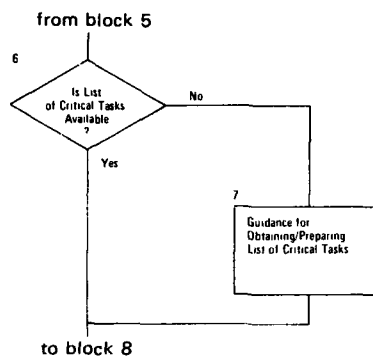 from block 5
6
Is List
of Critical Tasks
Available
?
No
Yes
7
Guidance for
Obtaining/Preparing
List of Critical Tasks
to block 8